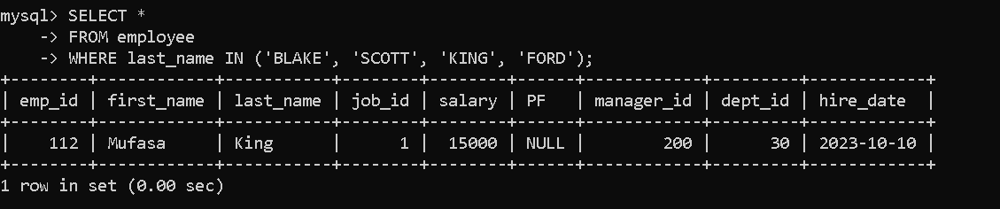 mysql> SELECT *
    -> FROM employee
    -> WHERE last_name IN ('BLAKE', 'SCOTT', 'KING', 'FORD');
+--------+------------+-----------+--------+--------+------+------------+---------+------------+
| emp_id | first_name | last_name | job_id | salary | PF   | manager_id | dept_id | hire_date  |
+--------+------------+-----------+--------+--------+------+------------+---------+------------+
|    112 | Mufasa     | King      |      1 |  15000 | NULL |        200 |      30 | 2023-10-10 |
+--------+------------+-----------+--------+--------+------+------------+---------+------------+
1 row in set (0.00 sec)